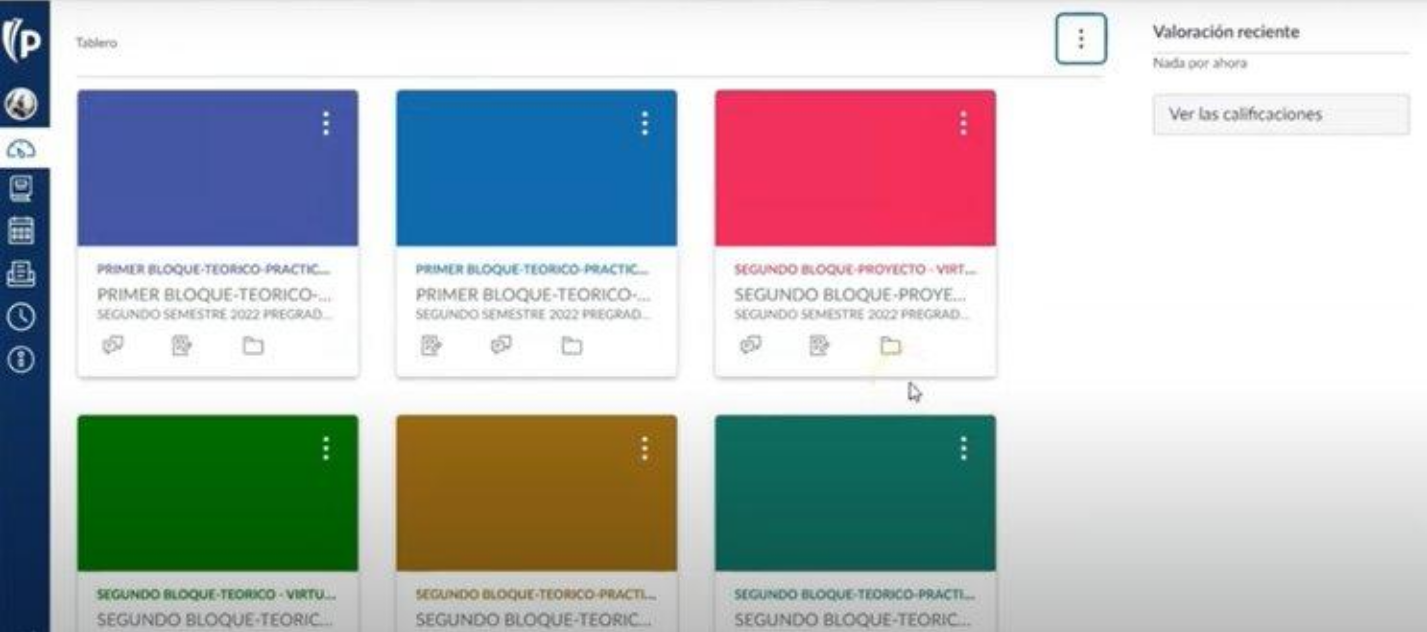 Tablero
Valoración reciente
Nada por ahora
Ver las calificaciones
PRIMER BLOQUE-TEORICO-PRACTIC...
PRIMER BLOQUE-TEORICO-...
SEGUNDO SEMESTRE 2022 PREGRAD...
PRIMER BLOQUE-TEORICO-PRACTIC...
PRIMER BLOQUE-TEORICO-...
SEGUNDO SEMESTRE 2022 PREGRAD...
SEGUNDO BLOQUE-PROYECTO - VIRT...
SEGUNDO BLOQUE-PROYE...
SEGUNDO SEMESTRE 2022 PREGRAD...
SEGUNDO BLOQUE-TEORICO - VIRTU...
SEGUNDO BLOQUE-TEORIC...
SEGUNDO BLOQUE-TEORICO-PRACTI...
SEGUNDO BLOQUE-TEORIC...
SEGUNDO BLOQUE-TEORICO-PRACTI...
SEGUNDO BLOQUE-TEORIC...